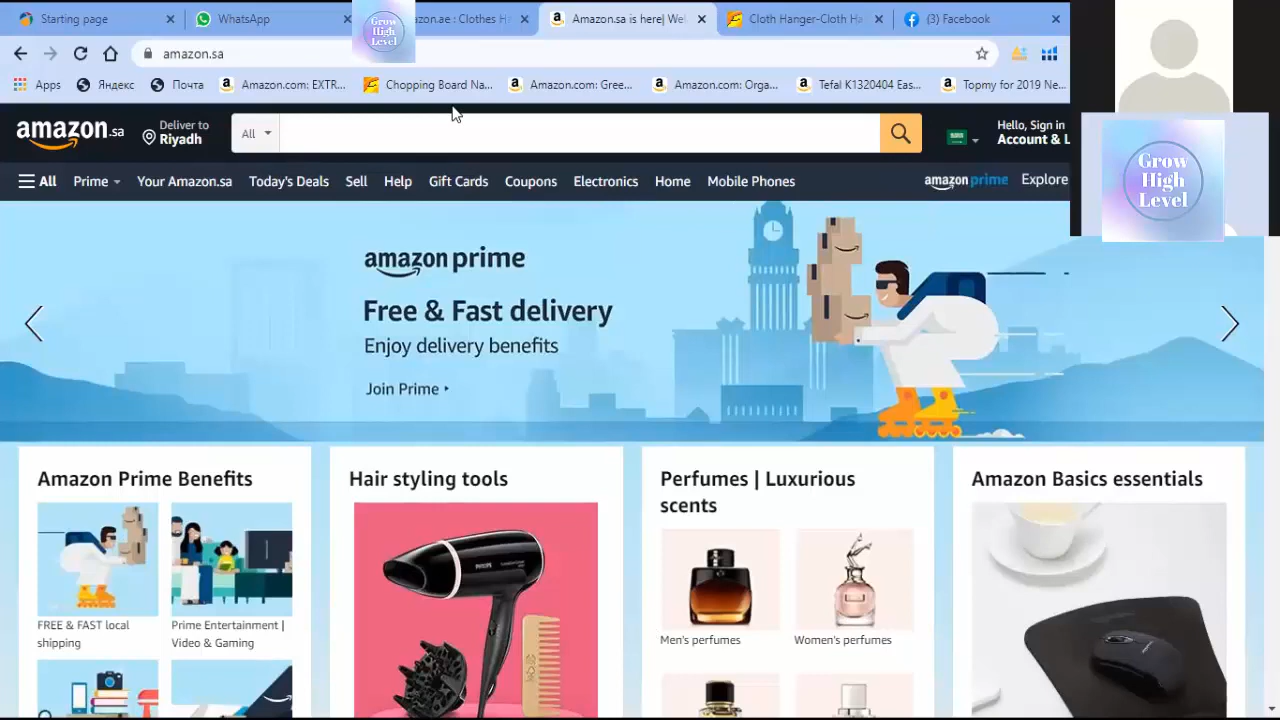 Starting page
WhatsApp
Grow
High
Level
zon.ae : Clothes H
Amazon.sa is here| Wel
Cloth Hanger-Cloth Ha
(3) Facebook
amazon.sa
Apps
Яндекс
Почта
Amazon.com: EXTR...
Chopping Board Na...
Amazon.com: Gree...
Amazon.com: Orga...
Tefal K1320404 Eas...
Topmy for 2019 Ne...
amazon.sa
Deliver to
Riyadh
All
Hello, Sign in
Account & L
All
Prime
Your Amazon.sa
Today's Deals
Sell
Help
Gift Cards
Coupons
Electronics
Home
Mobile Phones
amazon prime
Explore
Grow
High
Level
amazon prime
Free & Fast delivery
Enjoy delivery benefits
Join Prime
Amazon Prime Benefits
FREE & FAST local
shipping
Prime Entertainment |
Video & Gaming
Hair styling tools
PHILIPS
Perfumes | Luxurious
scents
Men's perfumes
Women's perfumes
Amazon Basics essentials